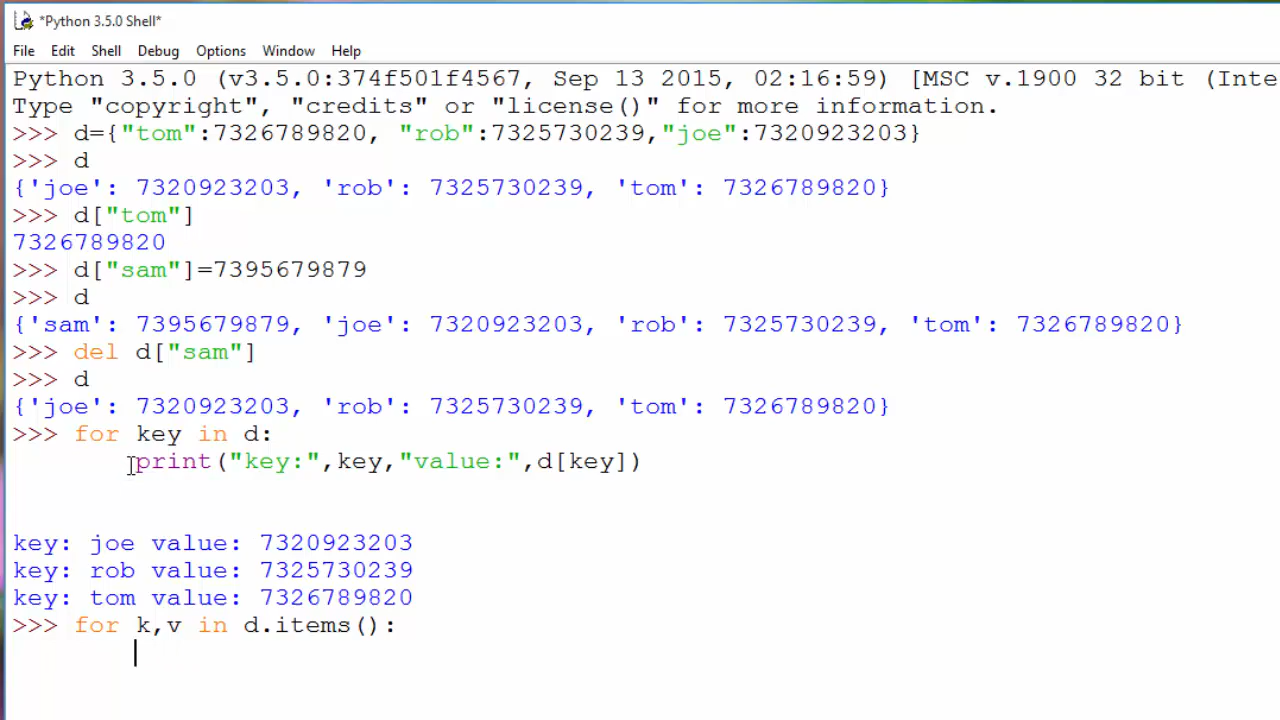 *Python 3.5.0 Shell*
File Edit Shell Debug Options Window Help
Python 3.5.0 (v3.5.0:374f501f4567, Sep 13 2015, 02:16:59) [MSC v.1900 32 bit (Inte
Type "copyright", "credits" or "license()" for more information.
>>> d={"tom":7326789820, "rob":7325730239,"joe":7320923203}
>>> d
{'joe': 7320923203, 'rob': 7325730239, 'tom': 7326789820}
>>> d["tom"]
7326789820
>>> d["sam"]=7395679879
>>> d
{'sam': 7395679879, 'joe': 7320923203, 'rob': 7325730239, 'tom': 7326789820}
>>> del d["sam"]
>>> d
{'joe': 7320923203, 'rob': 7325730239, 'tom': 7326789820}
>>> for key in d:
print("key:",key,"value:",d[key])
key: joe value: 7320923203
key: rob value: 7325730239
key: tom value: 7326789820
>>> for k,v in d.items():